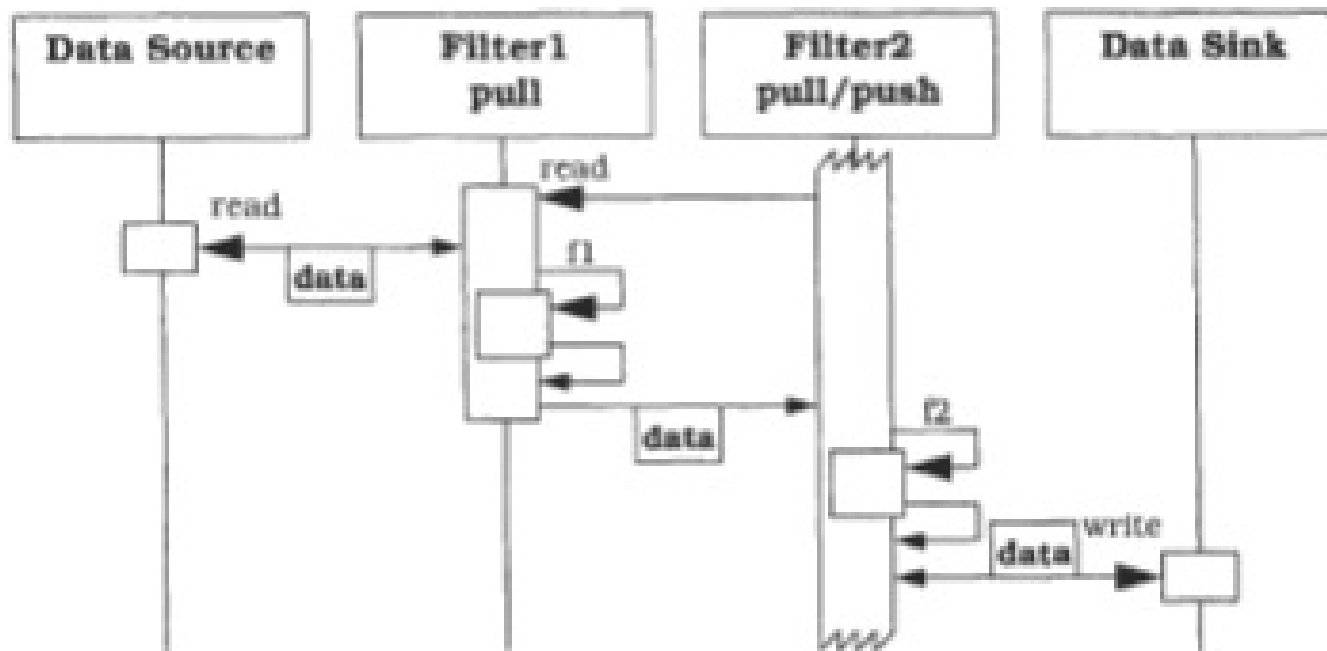 Data Source
Filter1
pull
Filter2
pull/push
Data Sink
read
read
data
f1
data
f2
write
data